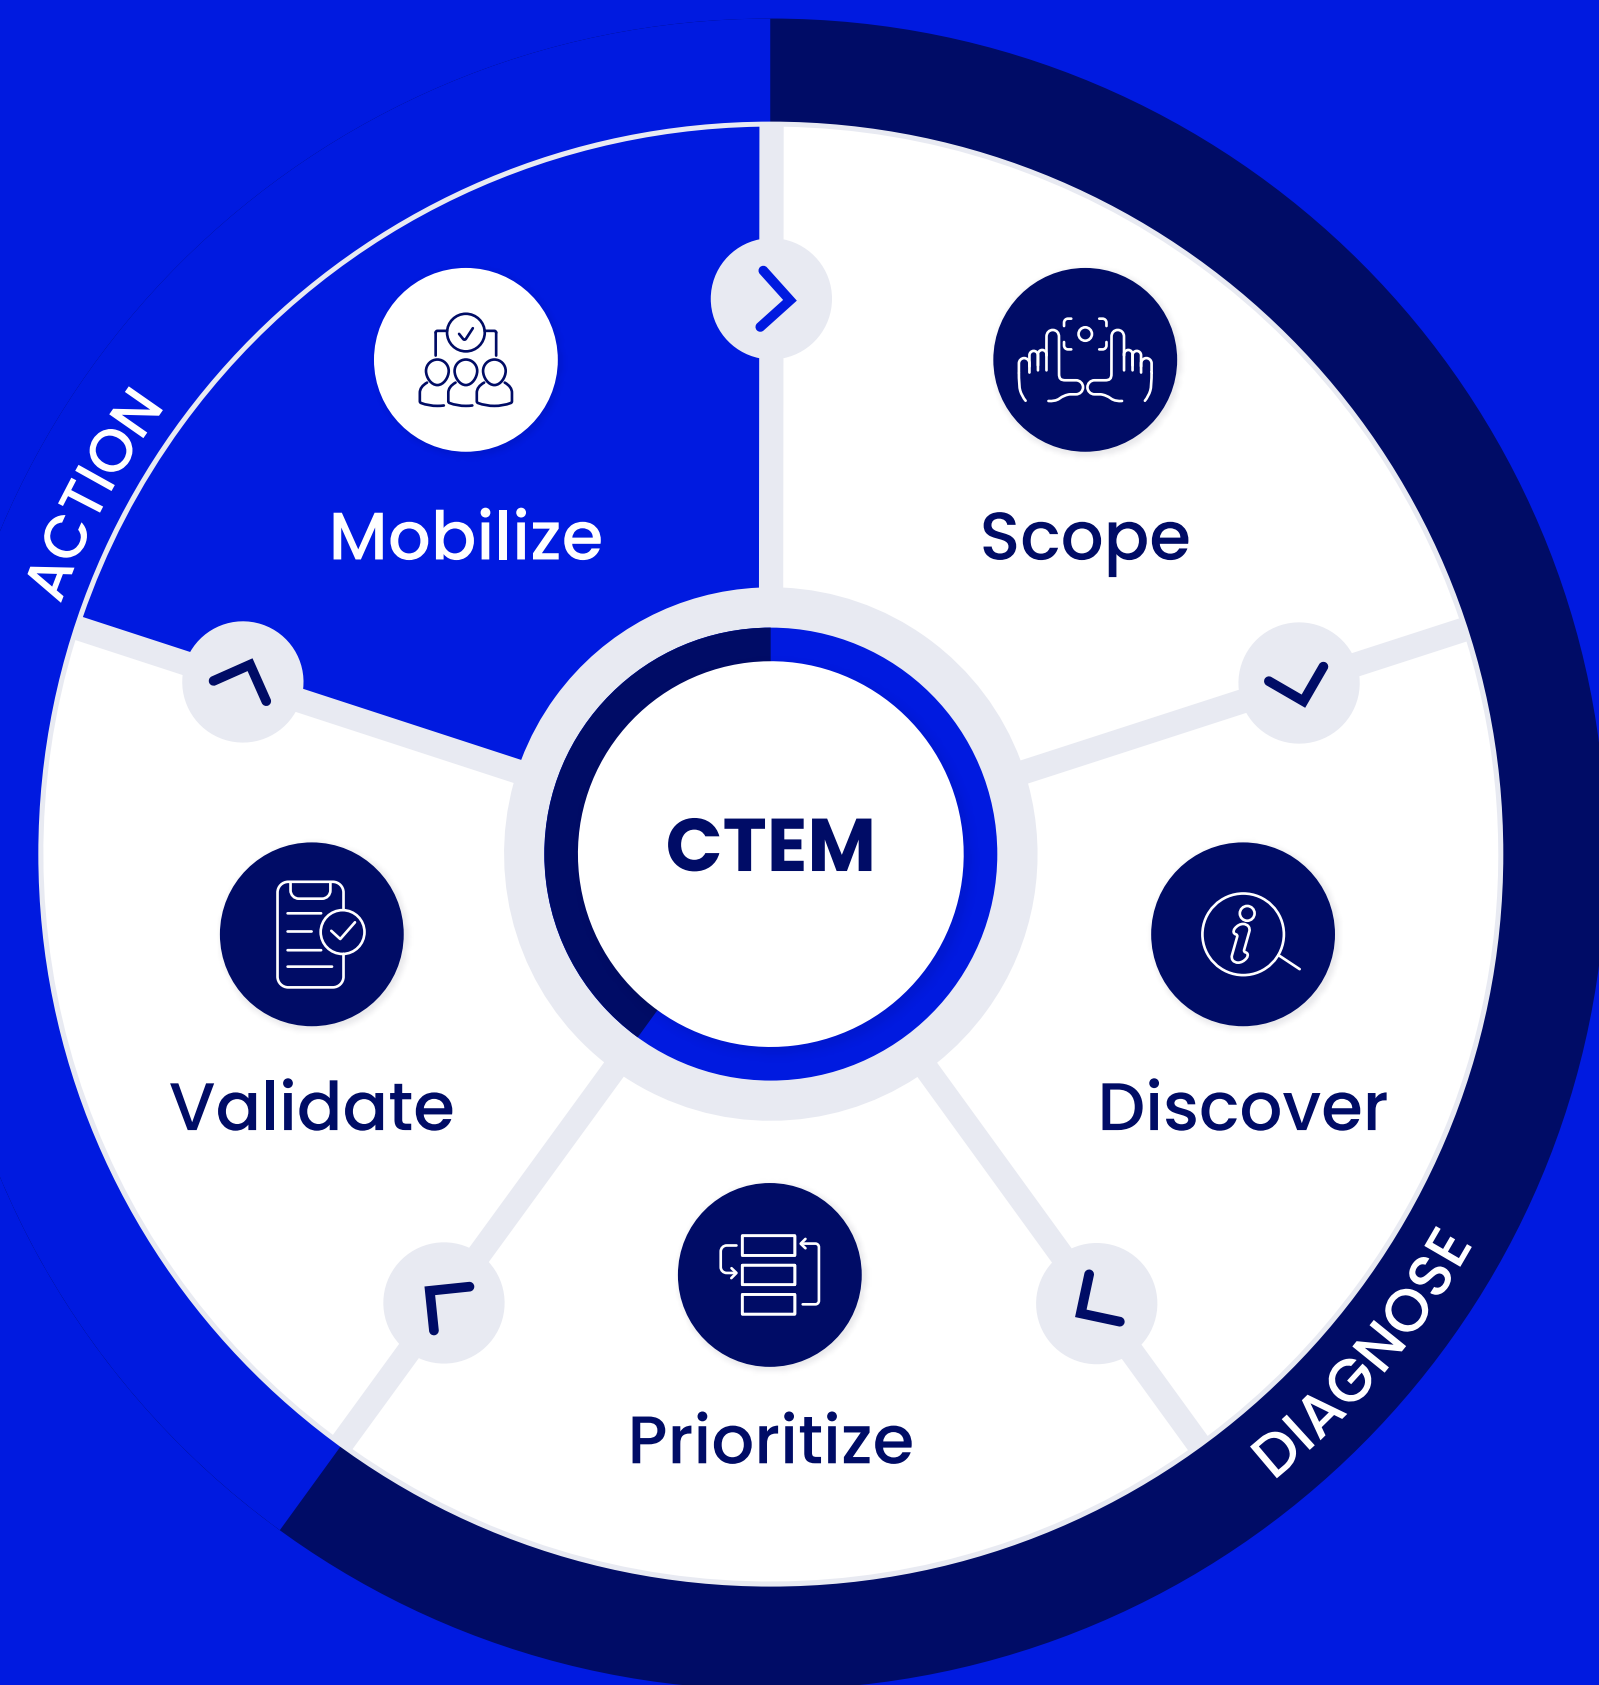 ACTION
Mobilize
Scope
CTEM
Validate
Discover
Prioritize
DIAGNOSE